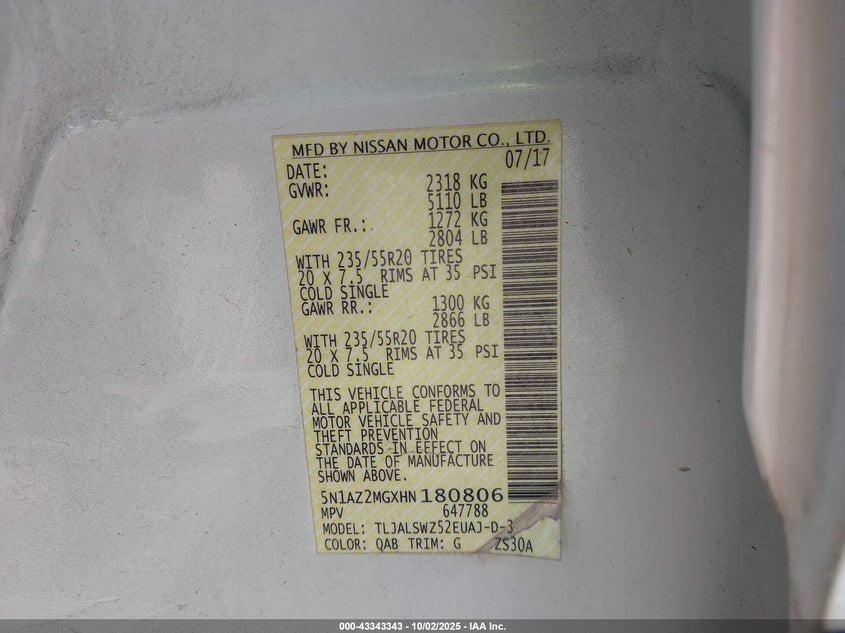 MFD BY NISSAN MOTOR CO., LTD.
DATE: 07/17
GVWR: 2318 KG
5110 LB
GAWR FR.: 1272 KG
2804 LB
WITH 235/55R20 TIRES
20 X 7.5 RIMS AT 35 PSI
COLD SINGLE
GAWR RR.: 1300 KG
2866 LB
WITH 235/55R20 TIRES
20 X 7.5 RIMS AT 35 PSI
COLD SINGLE
THIS VEHICLE CONFORMS TO
ALL APPLICABLE FEDERAL
MOTOR VEHICLE SAFETY AND
THEFT PREVENTION
STANDARDS IN EFFECT ON
THE DATE OF MANUFACTURE
SHOWN ABOVE.
5N1AZ2MGXHN180806
MPV 647788
MODEL: TLJALSWZ52EUAJ-D-3
COLOR: QAB TRIM: G ZS30A
000-43343343 - 10/02/2025 - IAA Inc.